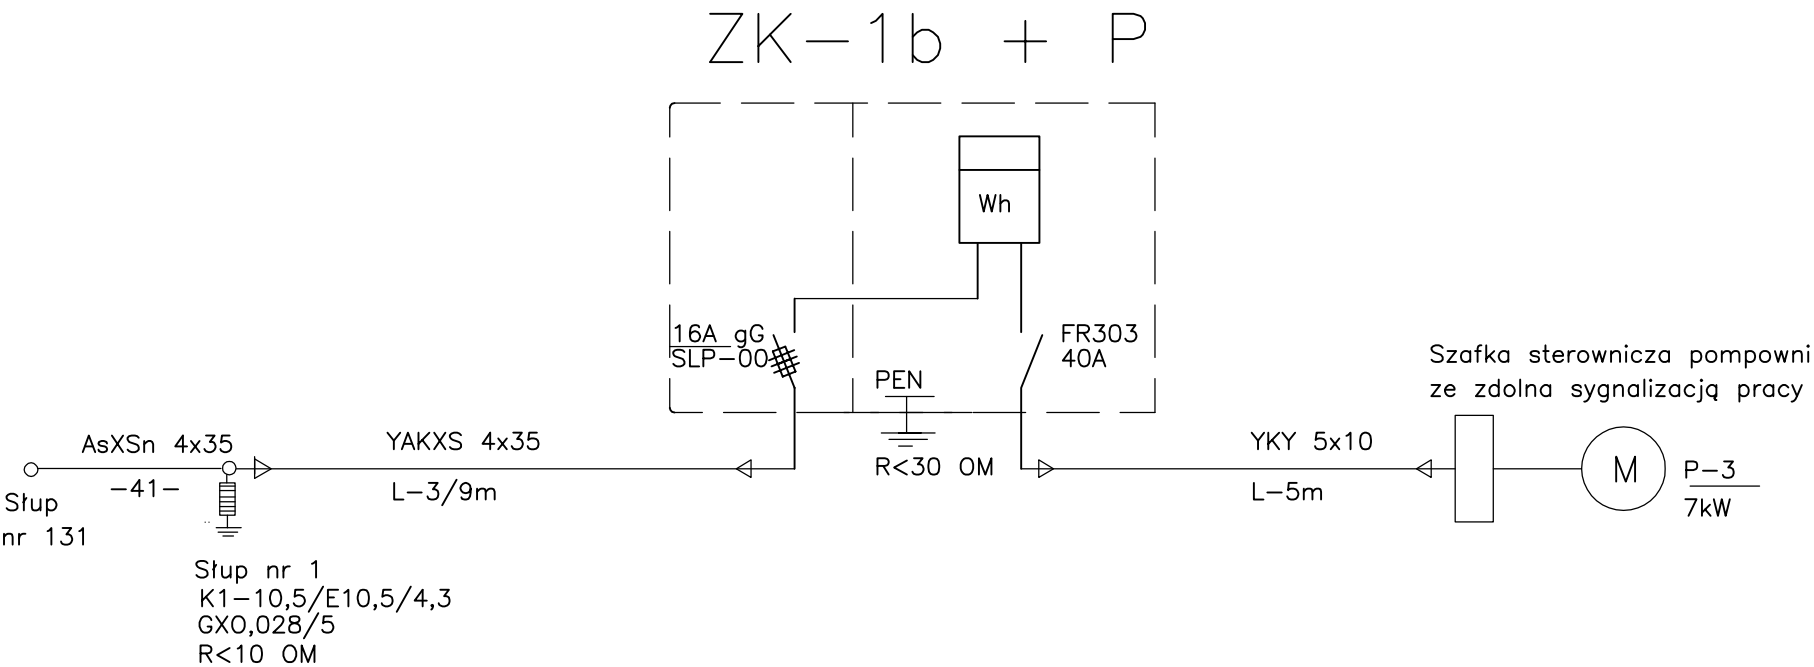 ZK-1b + P
Wh
16A gG
SLP-00
FR303
40A
PEN
R<30 OM
Szafka sterownicza pompowni
ze zdolna sygnalizacją pracy
AsXSn 4x35
-41-
YAKXS 4x35
L-3/9m
YKY 5x10
L-5m
M
P-3
7kW
Słup
nr 131
Słup nr 1
K1-10,5/E10,5/4,3
GXO,028/5
R<10 OM